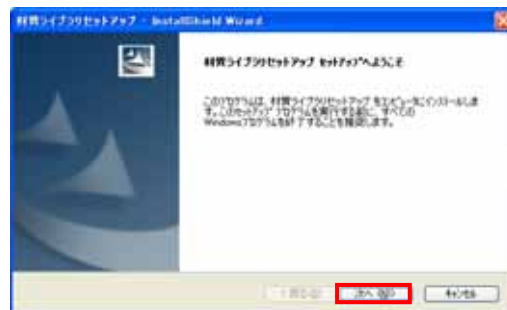 材質ライブラリセットアップ - InstallShield Wizard
材質ライブラリセットアップ セットアップへようこそ
このプログラムは、材質ライブラリセットアップ をコンピュータにインストールしま
す。このセットアップ プログラムを実行する前に、すべての
Windowsプログラムを終了することを推奨します。
< 戻る(B)
次へ(N)>
キャンセル